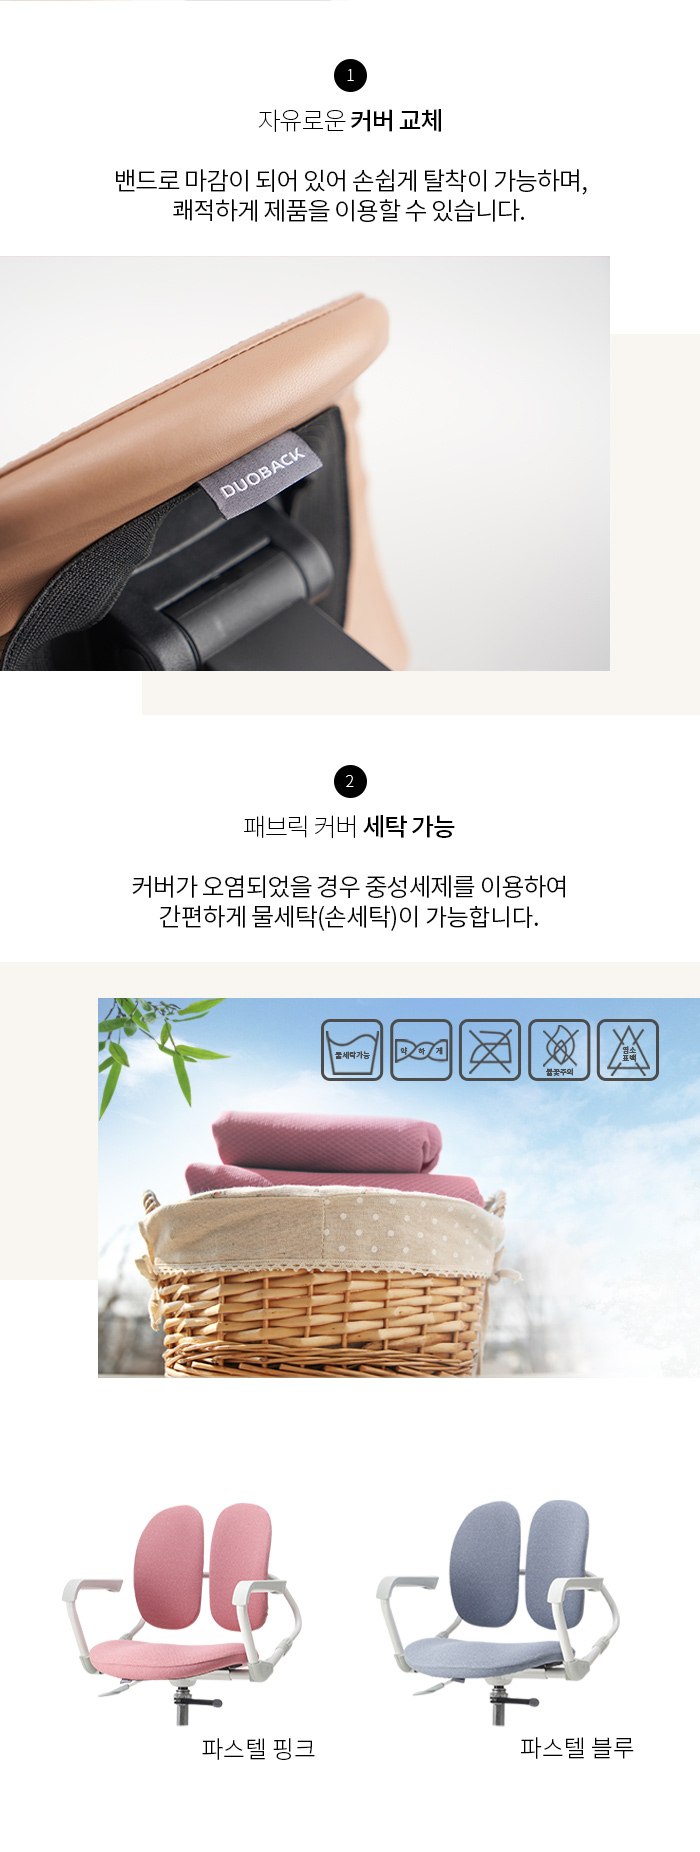 1
자유로운 커버 교체
밴드로 마감이 되어 있어 손쉽게 탈착이 가능하며,
쾌적하게 제품을 이용할 수 있습니다.
DUOBACK
2
패브릭 커버 세탁 가능
커버가 오염되었을 경우 중성세제를 이용하여
간편하게 물세탁(손세탁)이 가능합니다.
물세탁가능
약 하 게
불꽃주의
염소
표백
파스텔 핑크
파스텔 블루